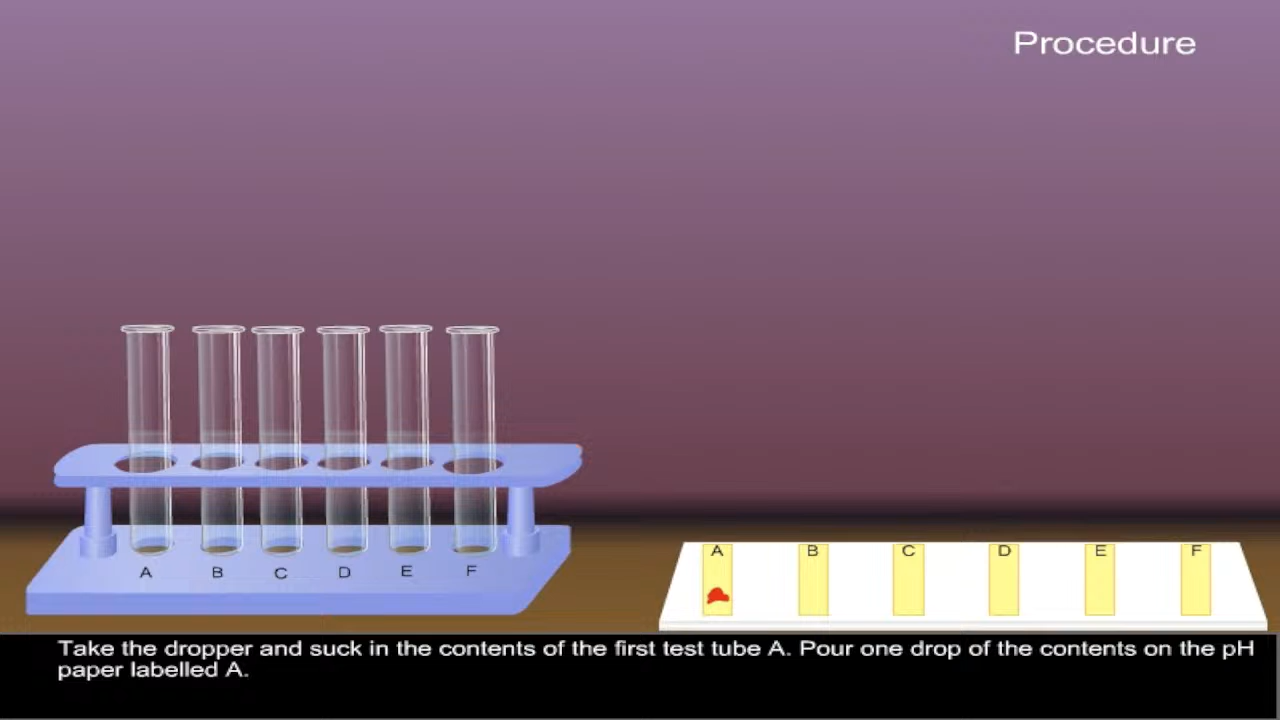 Procedure
A B C D E F
A B C D E F
Take the dropper and suck in the contents of the first test tube A. Pour one drop of the contents on the pH
paper labelled A.